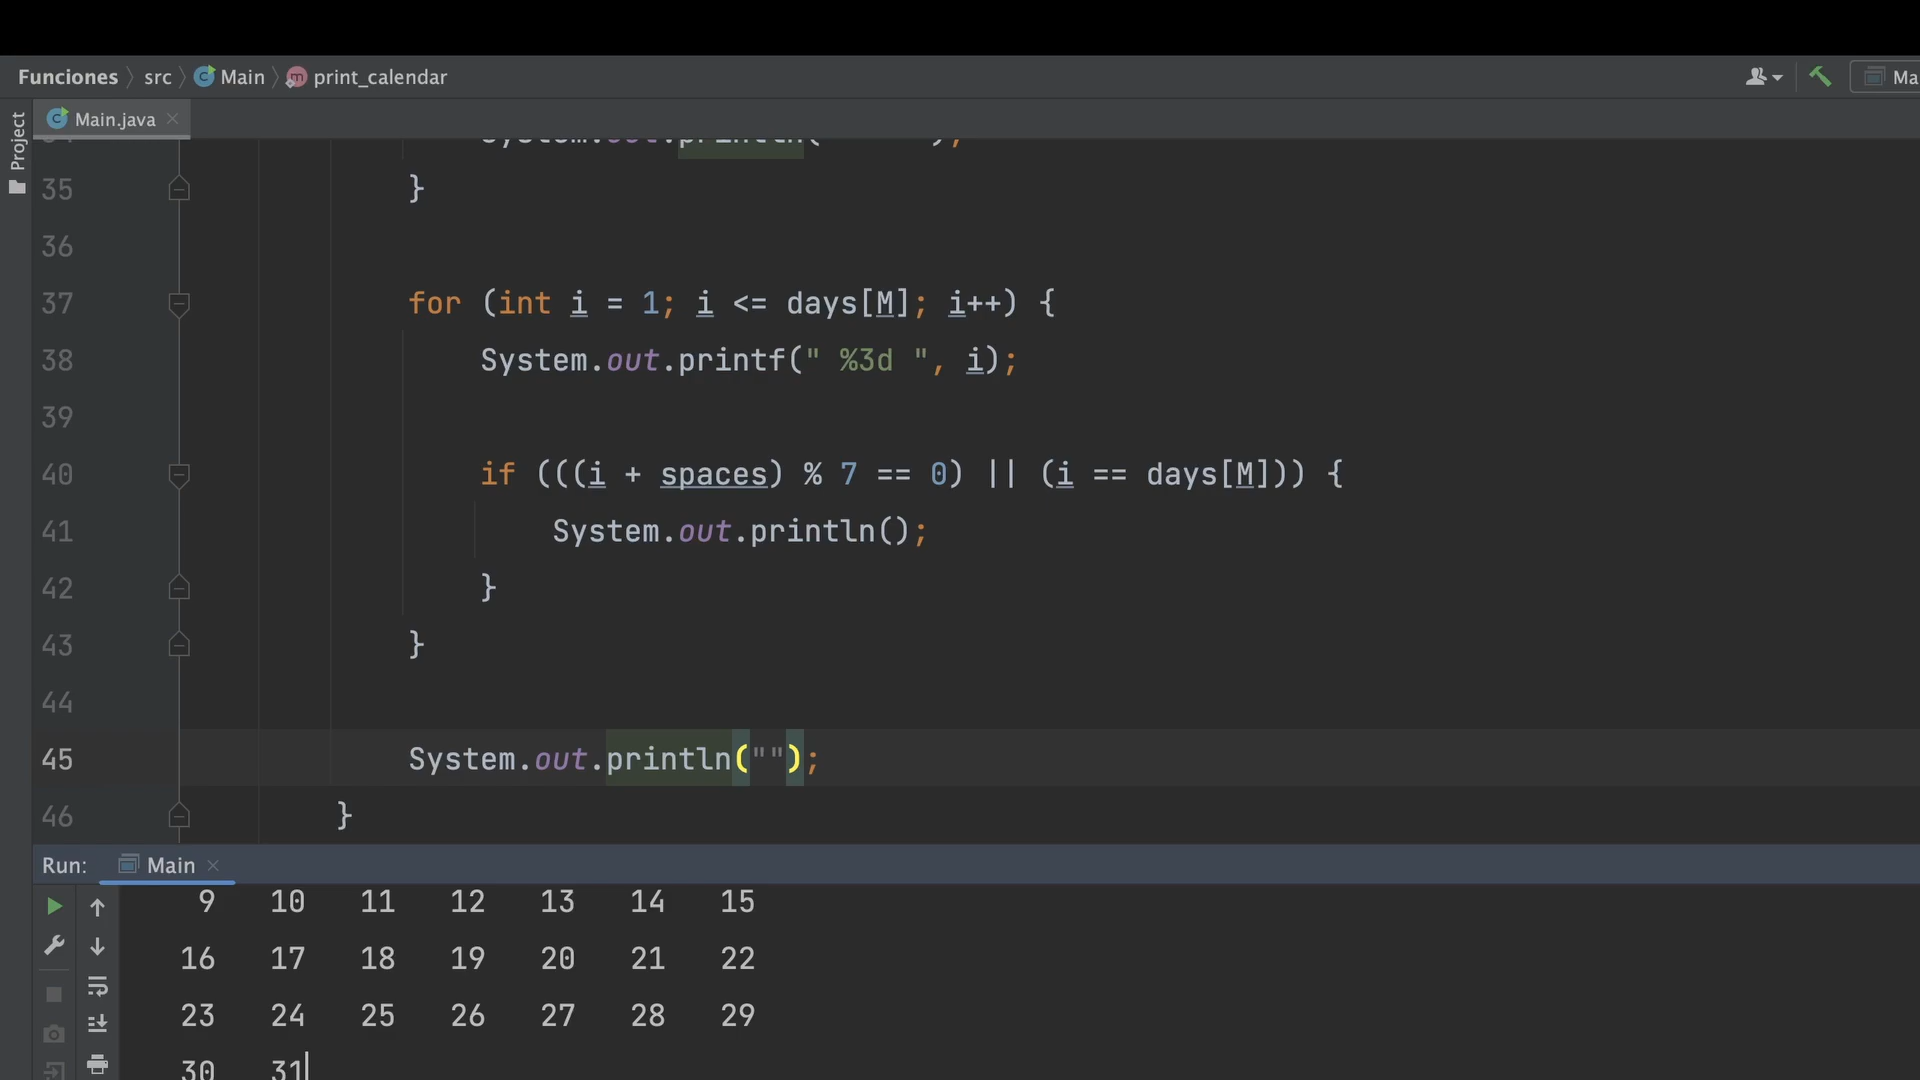 Funciones src Main print_calendar Ma
Main.java
Project
35 }
36
37 for (int i = 1; i <= days[M]; i++) {
38 System.out.printf(" %3d ", i);
39
40 if (((i + spaces) % 7 == 0) || (i == days[M])) {
41 System.out.println();
42 }
43 }
44
45 System.out.println("");
46 }
Run: Main
9 10 11 12 13 14 15
16 17 18 19 20 21 22
23 24 25 26 27 28 29
30 31